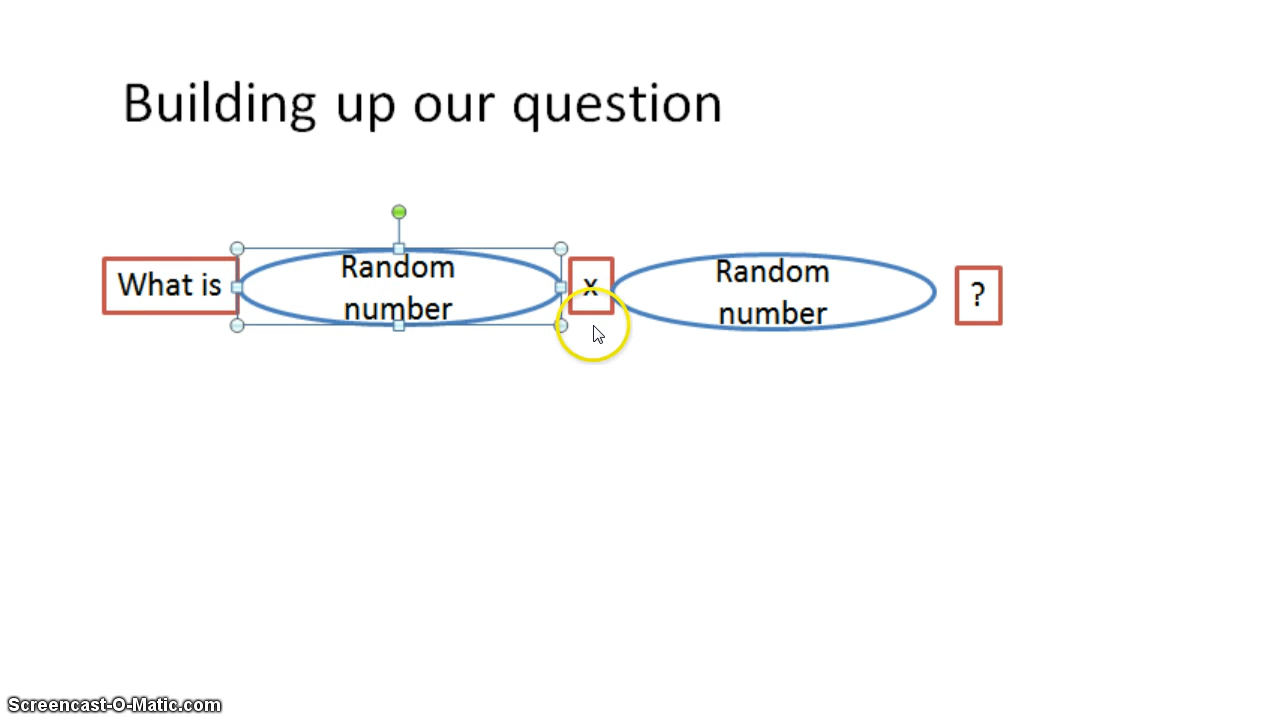 Building up our question
What is
Random
number
x
Random
number
?
Screencast-O-Matic.com